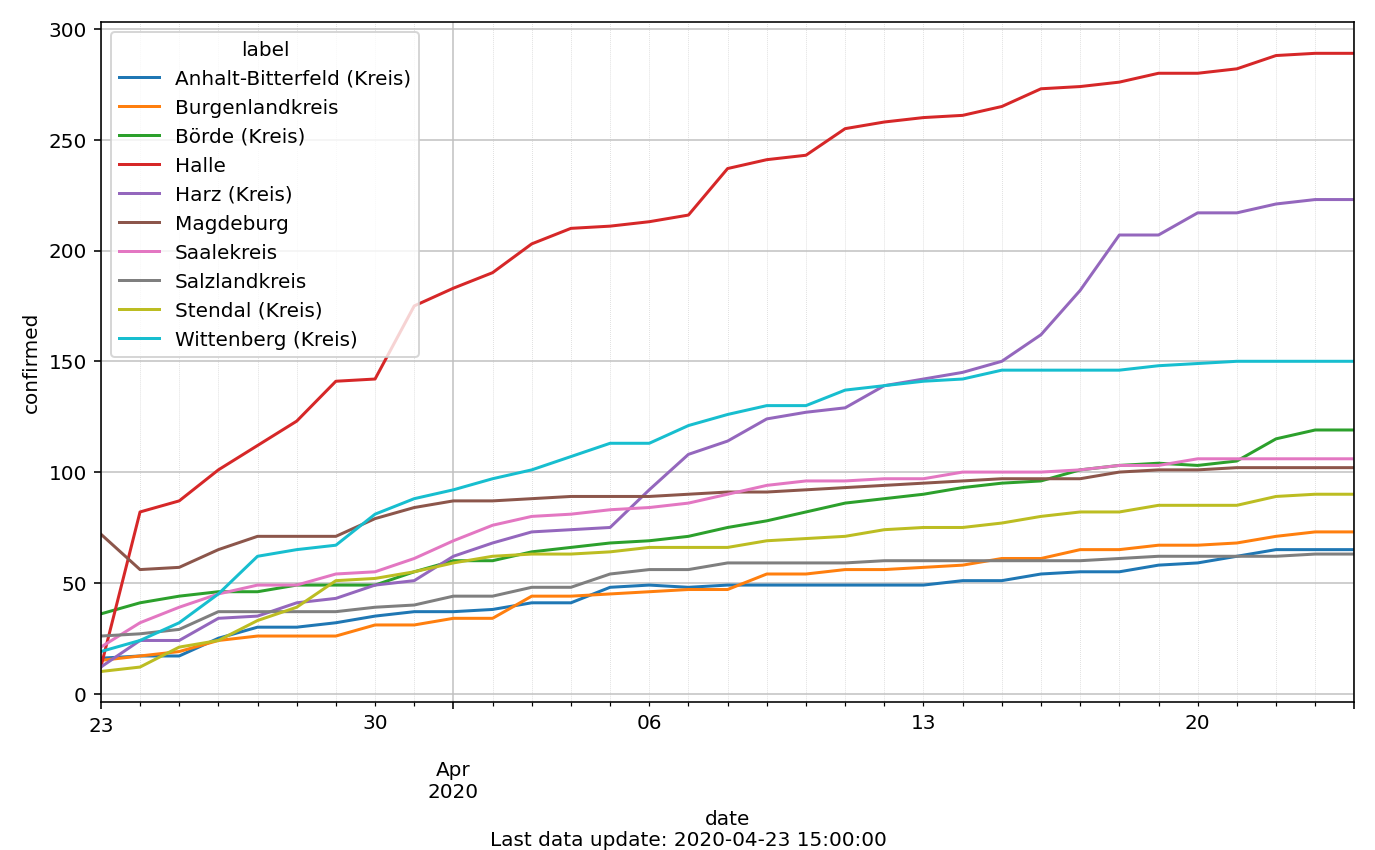 300
250
200
150
100
50
0
confirmed
label
Anhalt-Bitterfeld (Kreis)
Burgenlandkreis
Börde (Kreis)
Halle
Harz (Kreis)
Magdeburg
Saalekreis
Salzlandkreis
Stendal (Kreis)
Wittenberg (Kreis)
23 30 06 13 20
Apr
2020
date
Last data update: 2020-04-23 15:00:00